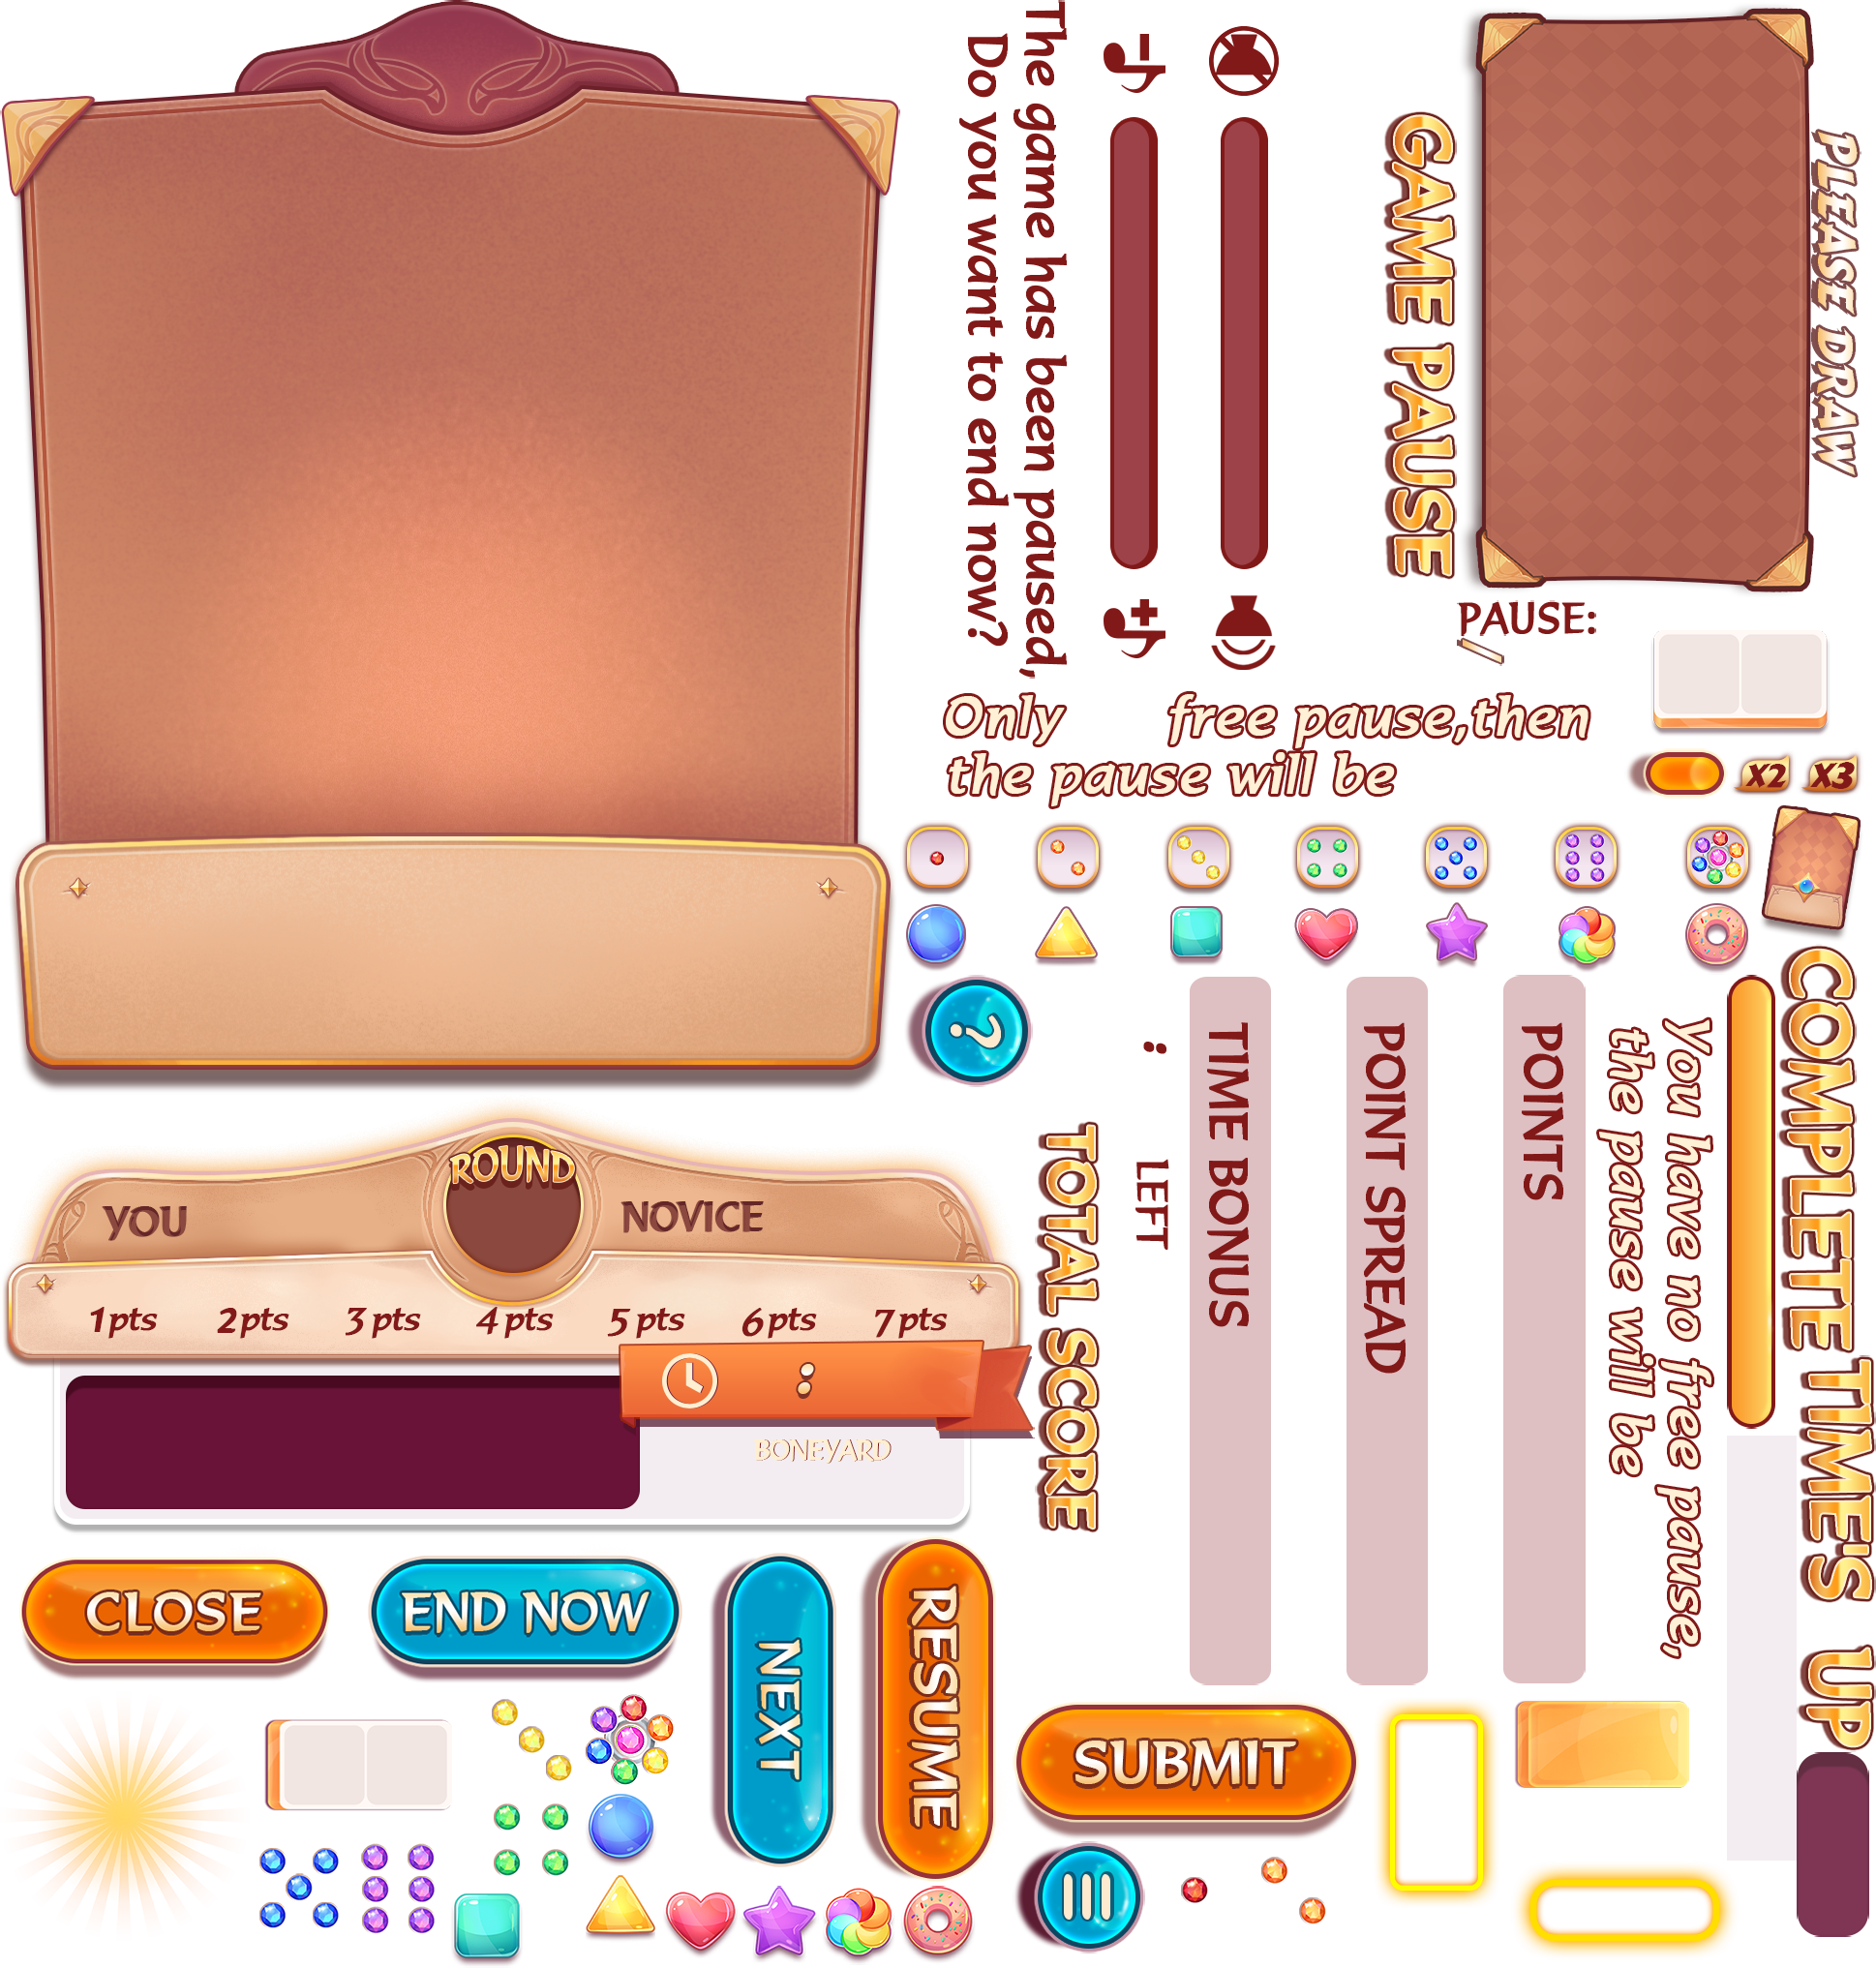 The game has been paused,
Do you want to end now?
GAME PAUSE
PLEASE DRAW
PAUSE:
/
Only free pause,then
the pause will be
X2
X3
?
:
LEFT
TIME BONUS
POINT SPREAD
POINTS
You have no free pause,
the pause will be
COMPLETE
TIME'S UP
TOTAL SCORE
ROUND
YOU
NOVICE
1pts 2pts 3pts 4pts 5pts 6pts 7pts
:
BONEYARD
CLOSE
END NOW
NEXT
RESUME
SUBMIT